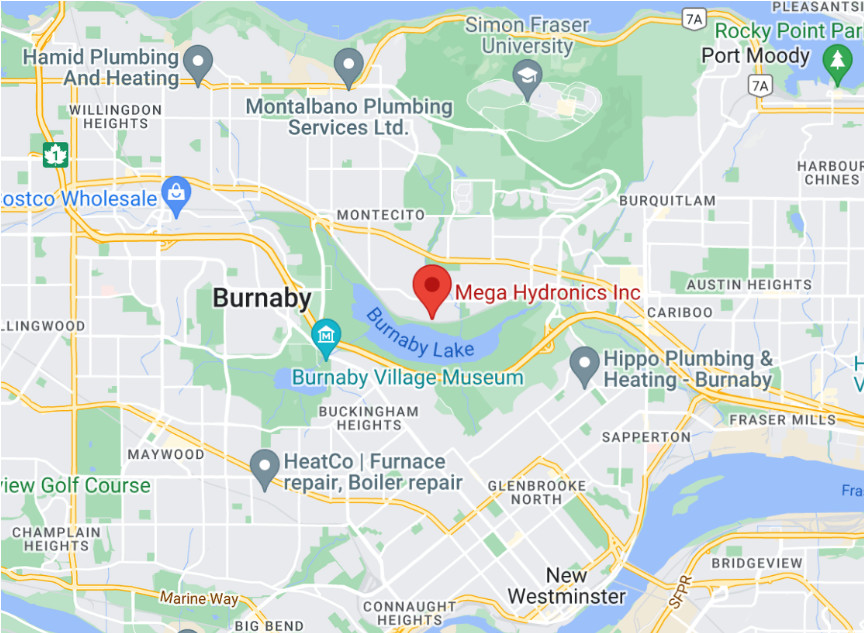 PLEASANTSI
Simon Fraser
University
7A
Rocky Point Par
Port Moody
Hamid Plumbing
And Heating
7A
Montalbano Plumbing
Services Ltd.
WILLINGDON
HEIGHTS
1
HARBOUR
CHINES
ostco Wholesale
BURQUITLAM
MONTECITO
AUSTIN HEIGHTS
Mega Hydronics Inc
Burnaby
CARIBOO
LLINGWOOD
Burnaby Lake
Hippo Plumbing &
Heating - Burnaby
H
V
Burnaby Village Museum
BUCKINGHAM
HEIGHTS
FRASER MILLS
SAPPERTON
MAYWOOD
HeatCo | Furnace
repair, Boiler repair
view Golf Course
GLENBROOKE
NORTH
Fra
CHAMPLAIN
HEIGHTS
BRIDGEVIEW
New
Westminster
SFPR
Marine Way
CONNAUGHT
HEIGHTS
BIG BEND